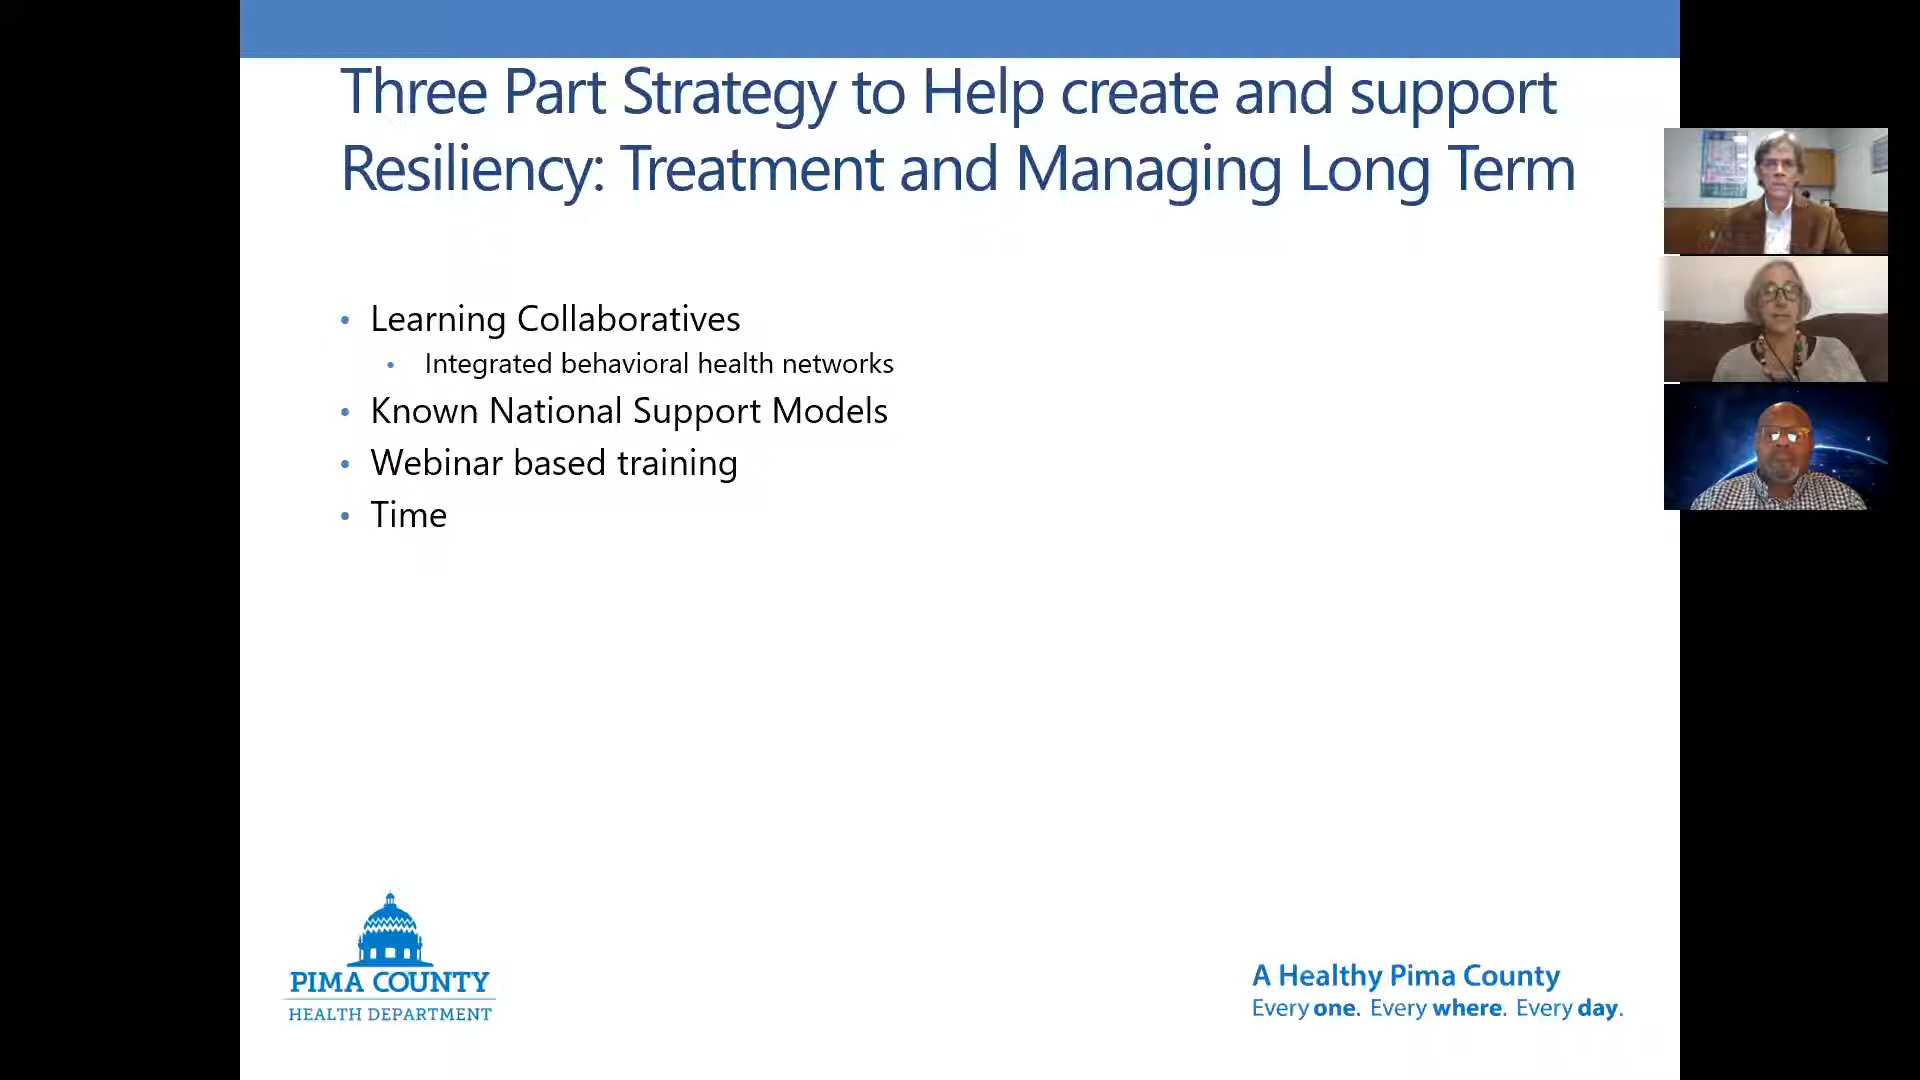 Three Part Strategy to Help create and support
Resiliency: Treatment and Managing Long Term
• Learning Collaboratives
• Integrated behavioral health networks
• Known National Support Models
• Webinar based training
• Time
PIMA COUNTY
HEALTH DEPARTMENT
A Healthy Pima County
Every one. Every where. Every day.